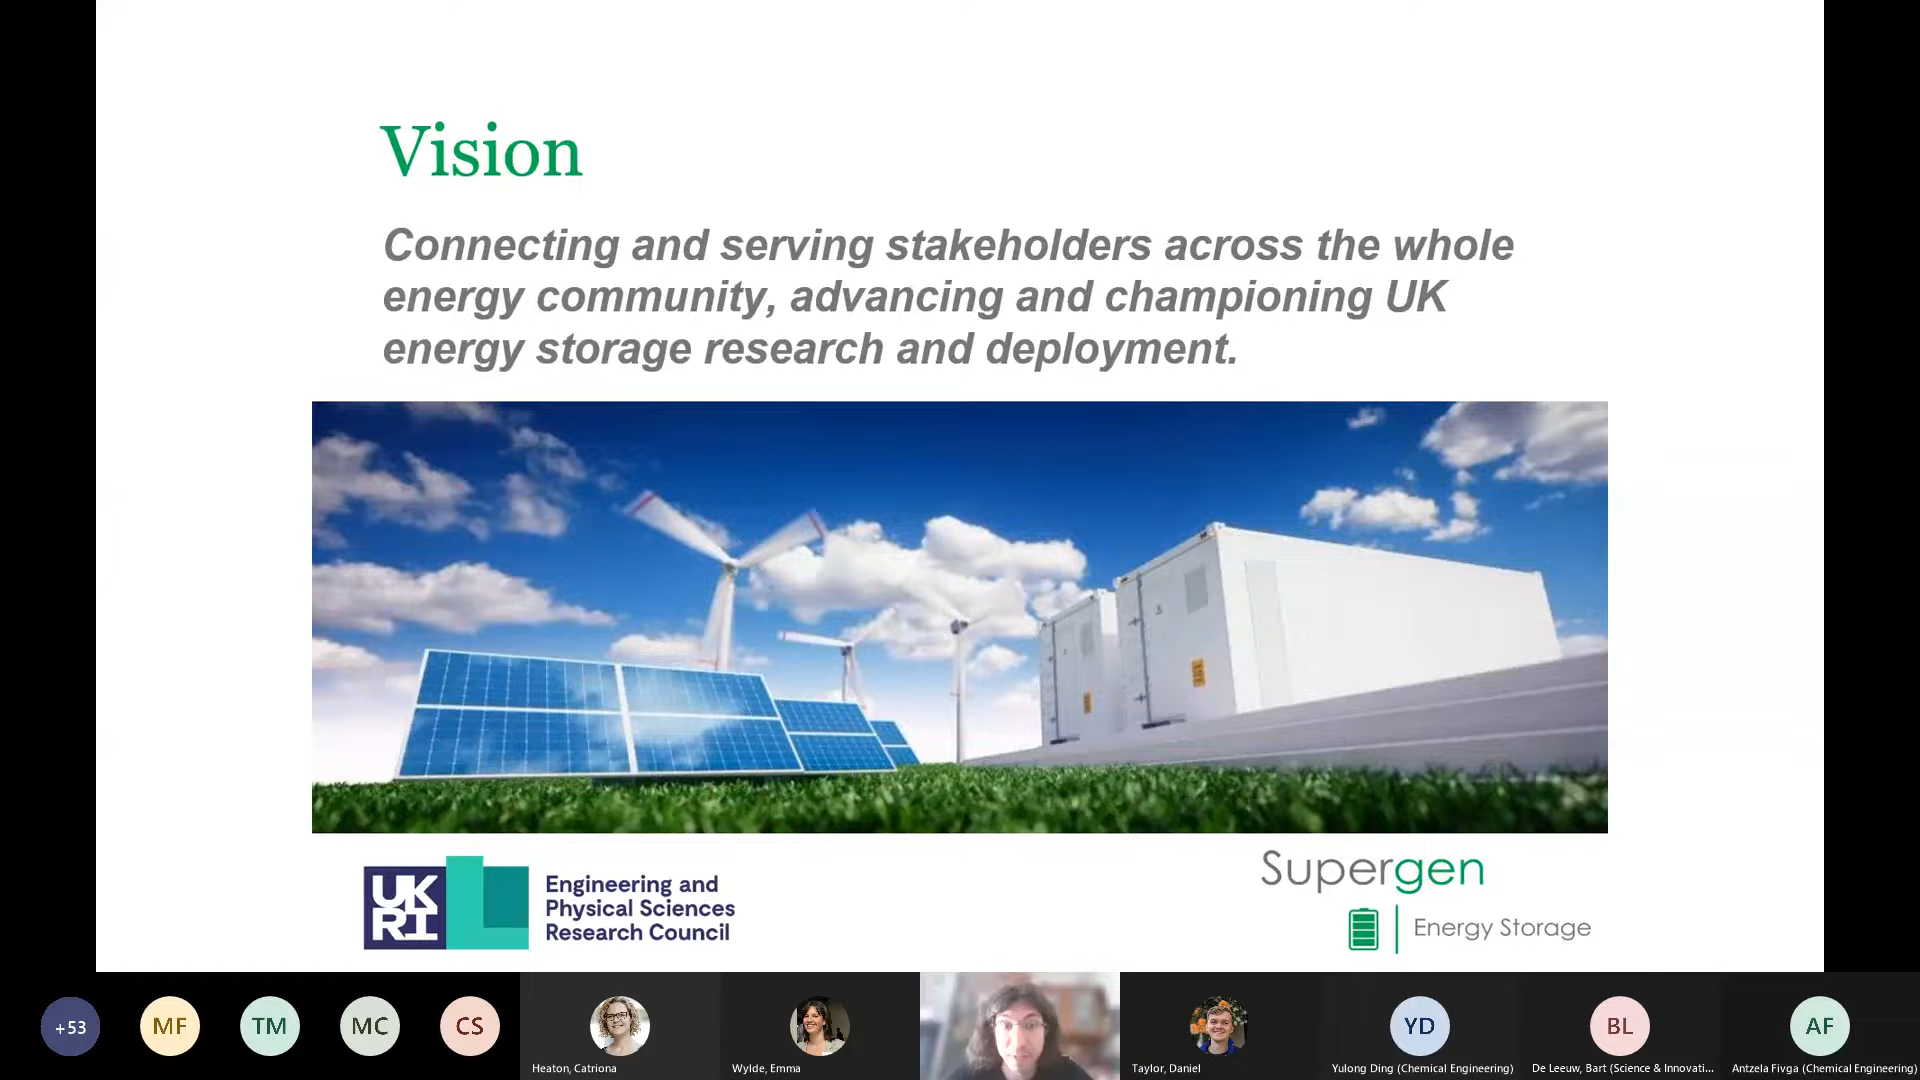 Vision
Connecting and serving stakeholders across the whole
energy community, advancing and championing UK
energy storage research and deployment.
UK
RI
Engineering and
Physical Sciences
Research Council
Supergen
Energy Storage
+53
MF
TM
MC
CS
Heaton, Catriona
Wylde, Emma
Taylor, Daniel
YD
Yulong Ding (Chemical Engineering)
BL
De Leeuw, Bart (Science & Innovati...
AF
Antzela Fivga (Chemical Engineering)